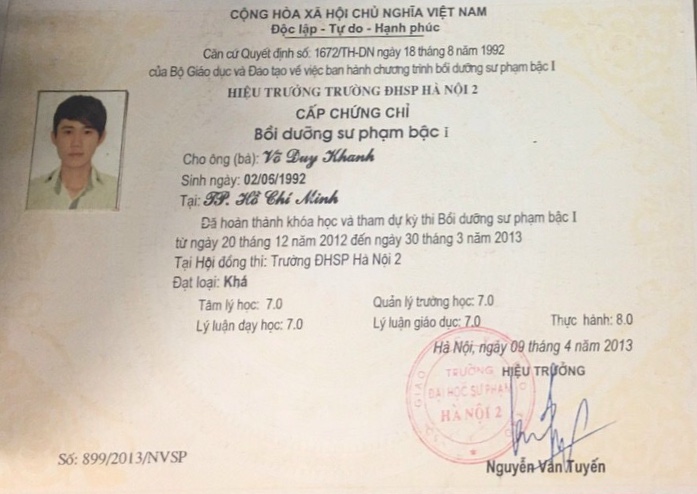 CỘNG HÒA XÃ HỘI CHỦ NGHĨA VIỆT NAM
Độc lập - Tự do - Hạnh phúc
Căn cứ Quyết định số: 1672/TH-DN ngày 18 tháng 8 năm 1992
của Bộ Giáo dục và Đào tạo về việc ban hành chương trình bồi dưỡng sư phạm bậc I
HIỆU TRƯỞNG TRƯỜNG ĐHSP HÀ NỘI 2
CẤP CHỨNG CHỈ
Bồi dưỡng sư phạm bậc I
Cho ông (bà): Võ Duy Khanh
Sinh ngày: 02/06/1992
Tại: TP. Hồ Chí Minh
Đã hoàn thành khóa học và tham dự kỳ thi Bồi dưỡng sư phạm bậc I
từ ngày 20 tháng 12 năm 2012 đến ngày 30 tháng 3 năm 2013
Tại Hội đồng thi: Trường ĐHSP Hà Nội 2
Đạt loại: Khá
Tâm lý học: 7.0 Quản lý trường học: 7.0
Lý luận dạy học: 7.0 Lý luận giáo dục: 7.0 Thực hành: 8.0
Hà Nội, ngày 09 tháng 4 năm 2013
HIỆU TRƯỞNG
TRƯỜNG
ĐẠI HỌC SƯ PHẠM
HÀ NỘI 2
Số: 899/2013/NVSP
Nguyễn Văn Tuyến